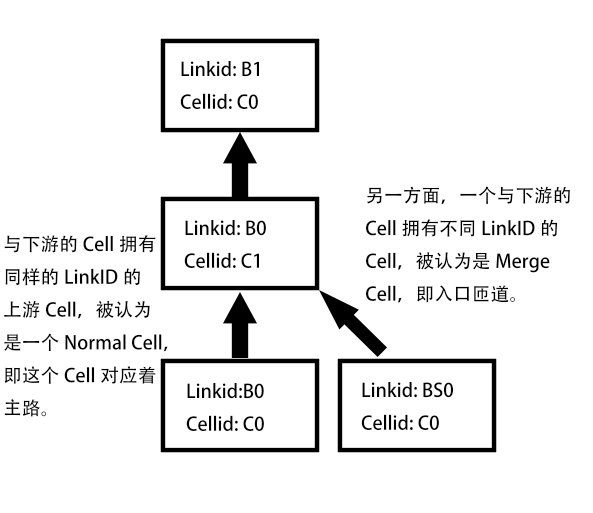 Linkid: B1
Cellid: C0
另一方面，一个与下游的
Cell 拥有不同 LinkID 的
Cell，被认为是 Merge
Cell，即入口匝道。
Linkid: B0
Cellid: C1
与下游的 Cell 拥有
同样的 LinkID 的
上游 Cell，被认为
是一个 Normal Cell,
即这个 Cell 对应着
主路。
Linkid:B0
Cellid: C0
Linkid: BS0
Cellid: C0